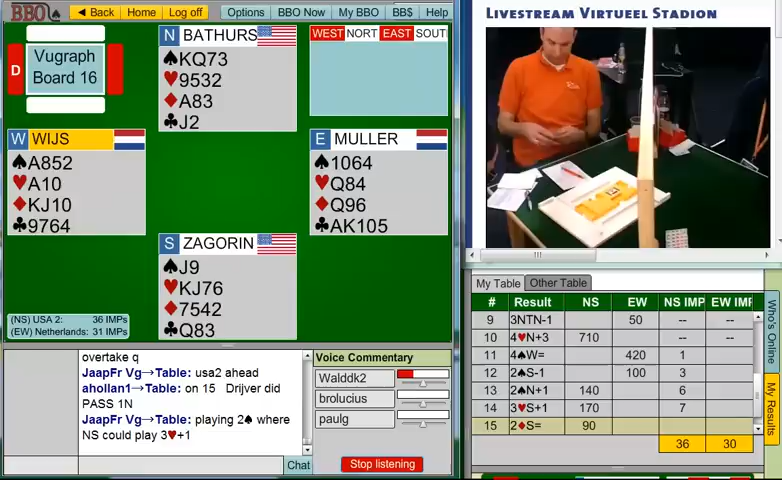 BBO
Back
Home
Log off
Options
BBO Now
My BBO
BB$
Help
D
Vugraph
Board 16
N BATHURS
♠KQ73
♥9532
♦A83
♣J2
WEST NORT EAST SOUTI
W WIJS
♠A852
♥A10
♦KJ10
♣9764
E MULLER
♠1064
♥Q84
♦Q96
♣AK105
S ZAGORIN
♠J9
♥KJ76
♦7542
♣Q83
(NS) USA 2: 36 IMPs
(EW) Netherlands: 31 IMPs
overtake q
JaapFr Vg→Table: usa2 ahead
ahollan1→Table: on 15 Drijver did
PASS 1N
JaapFr Vg→Table: playing 2♠ where
NS could play 3♥+1
Chat
Voice Commentary
Walddk2
brolucius
paulg
Stop listening
Livestream Virtueel Stadion
My Table
Other Table
# Result NS EW NS IMP EW IMF
9 3NTN-1 50 -- --
10 4♥N+3 710 -- --
11 4♠W= 420 1
12 2♠S-1 100 3
13 2♠N+1 140 6
14 3♥S+1 170 7
15 2♦S= 90
36 30
Who's Online
My Results